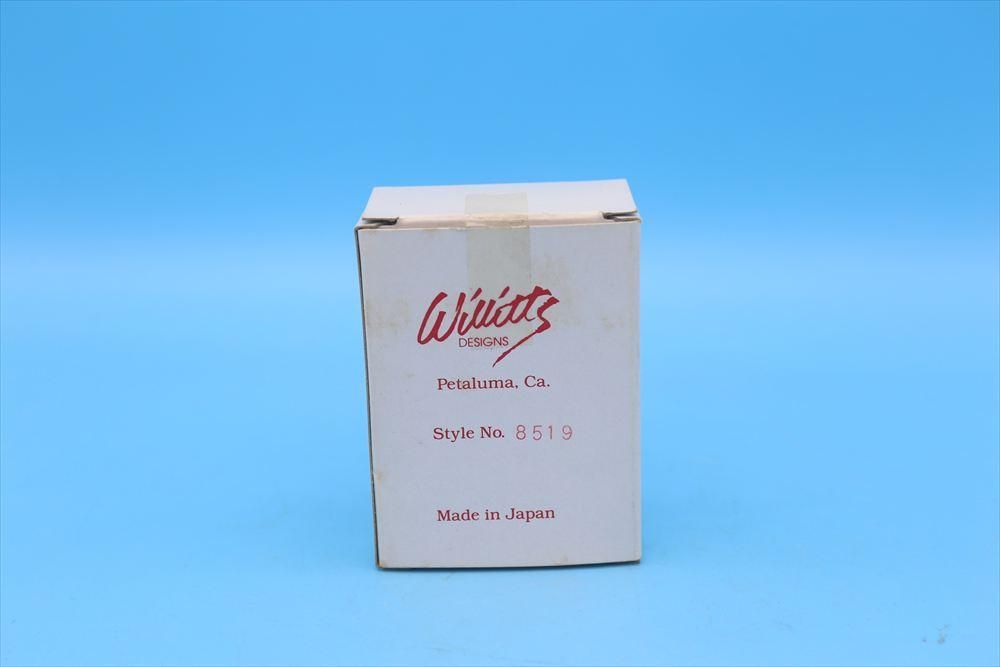 Willitts
DESIGNS
Petaluma, Ca.
Style No. 8519
Made in Japan